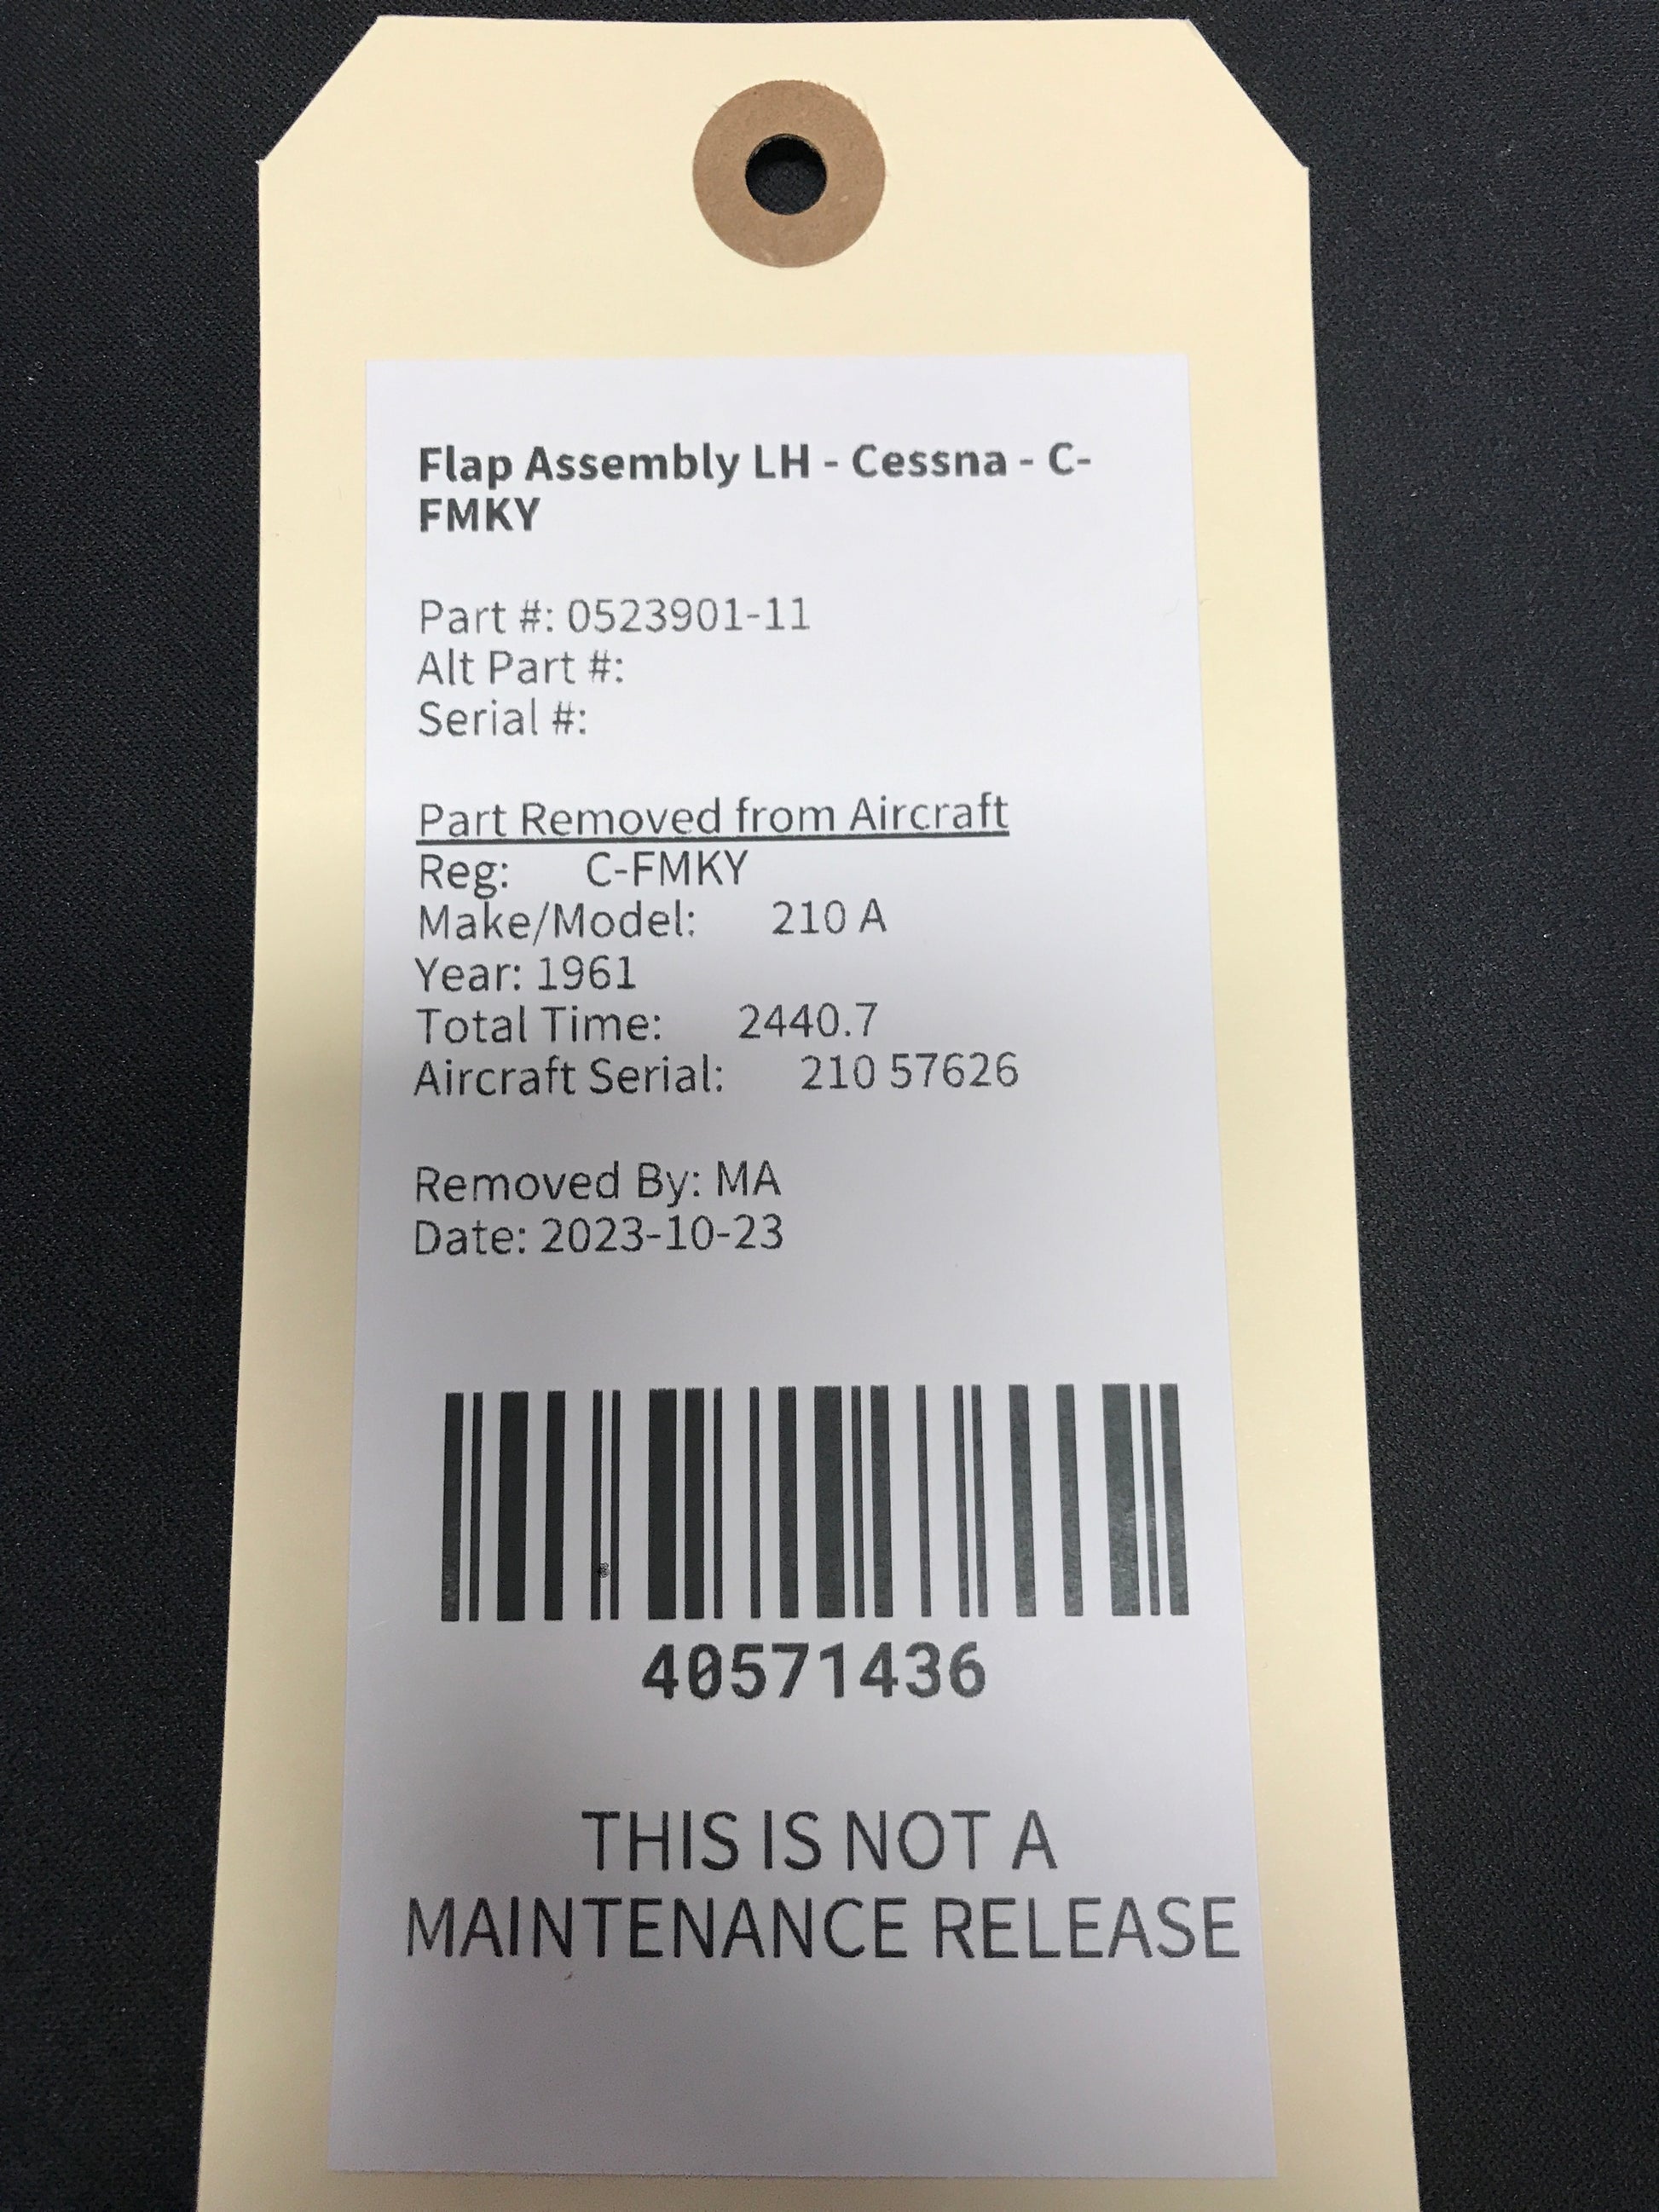 Flap Assembly LH - Cessna - C-
FMKY
Part #: 0523901-11
Alt Part #:
Serial #:
Part Removed from Aircraft
Reg: C-FMKY
Make/Model: 210 A
Year: 1961
Total Time: 2440.7
Aircraft Serial: 210 57626
Removed By: MA
Date: 2023-10-23
40571436
THIS IS NOT A
MAINTENANCE RELEASE